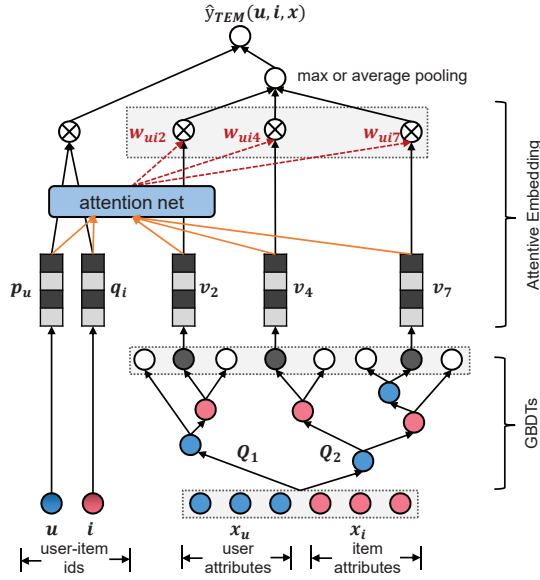 ŷ_TEM(u, i, x)
max or average pooling
w_ui2
w_ui4
w_ui7
attention net
Attentive Embedding
p_u
q_i
v_2
v_4
v_7
GBDTs
Q_1
Q_2
u
i
x_u
x_i
user-item
ids
user
attributes
item
attributes